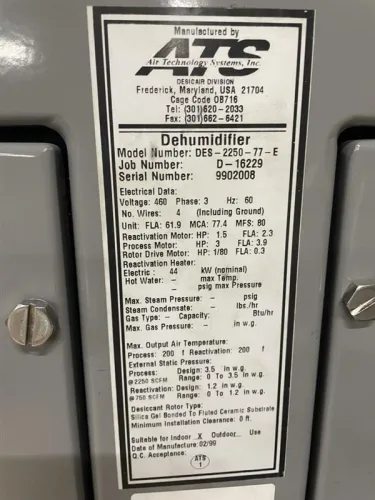 Manufactured by
ATS
Air Technology Systems, Inc.
DESICAIR DIVISION
Frederick, Maryland, USA 21704
Cage Code 0B716
Tel: (301)620-2033
Fax: (301)662-6421
Dehumidifier
Model Number: DES-2250-77-E
Job Number: D-16229
Serial Number: 9902008
Electrical Data:
Voltage: 460 Phase: 3 Hz: 60
No. Wires: 4 (Including Ground)
Unit: FLA: 61.9 MCA: 77.4 MFS: 80
Reactivation Motor: HP: 1.5 FLA: 2.3
Process Motor: HP: 3 FLA: 3.9
Rotor Drive Motor HP: 1/80 FLA: 0.3
Reactivation Heater:
Electric: 44 kW (nominal)
Hot Water: - max Temp.
- psig max Pressure
Max. Steam Pressure: - psig
Steam Condensate: - lbs./hr
Gas Type: - Capacity: Btu/hr
Max. Gas Pressure: - in w.g.
Max. Output Air Temperature:
Process: 200 f Reactivation: 200 f
External Static Pressure:
Process: Design: 3.5 in w.g.
@2250 SCFM Range: 0 To 3.5 in w.g.
Reactivation: Design: 1.2 in w.g.
@750 SCFM Range: 0 To 1.2 in w.g.
Desiccant Rotor Type:
Silica Gel Bonded To Fluted Ceramic Substrate
Minimum Installation Clearance: 0 ft.
Suitable for Indoor X Outdoor Use
Date of Manufacture: 02/99
Q.C. Acceptance:
ATS
1